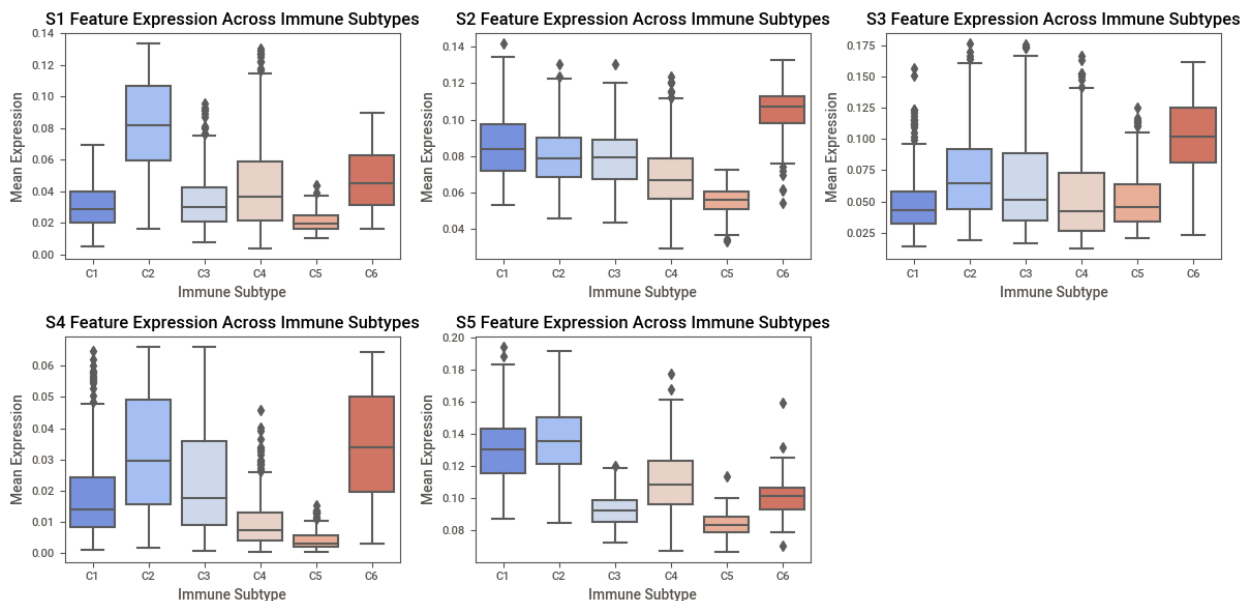 S1 Feature Expression Across Immune Subtypes
Mean Expression
0.14
0.12
0.10
0.08
0.06
0.04
0.02
0.00
C1 C2 C3 C4 C5 C6
Immune Subtype
S2 Feature Expression Across Immune Subtypes
Mean Expression
0.14
0.12
0.10
0.08
0.06
0.04
C1 C2 C3 C4 C5 C6
Immune Subtype
S3 Feature Expression Across Immune Subtypes
Mean Expression
0.175
0.150
0.125
0.100
0.075
0.050
0.025
C1 C2 C3 C4 C5 C6
Immune Subtype
S4 Feature Expression Across Immune Subtypes
Mean Expression
0.06
0.05
0.04
0.03
0.02
0.01
0.00
C1 C2 C3 C4 C5 C6
Immune Subtype
S5 Feature Expression Across Immune Subtypes
Mean Expression
0.20
0.18
0.16
0.14
0.12
0.10
0.08
C1 C2 C3 C4 C5 C6
Immune Subtype